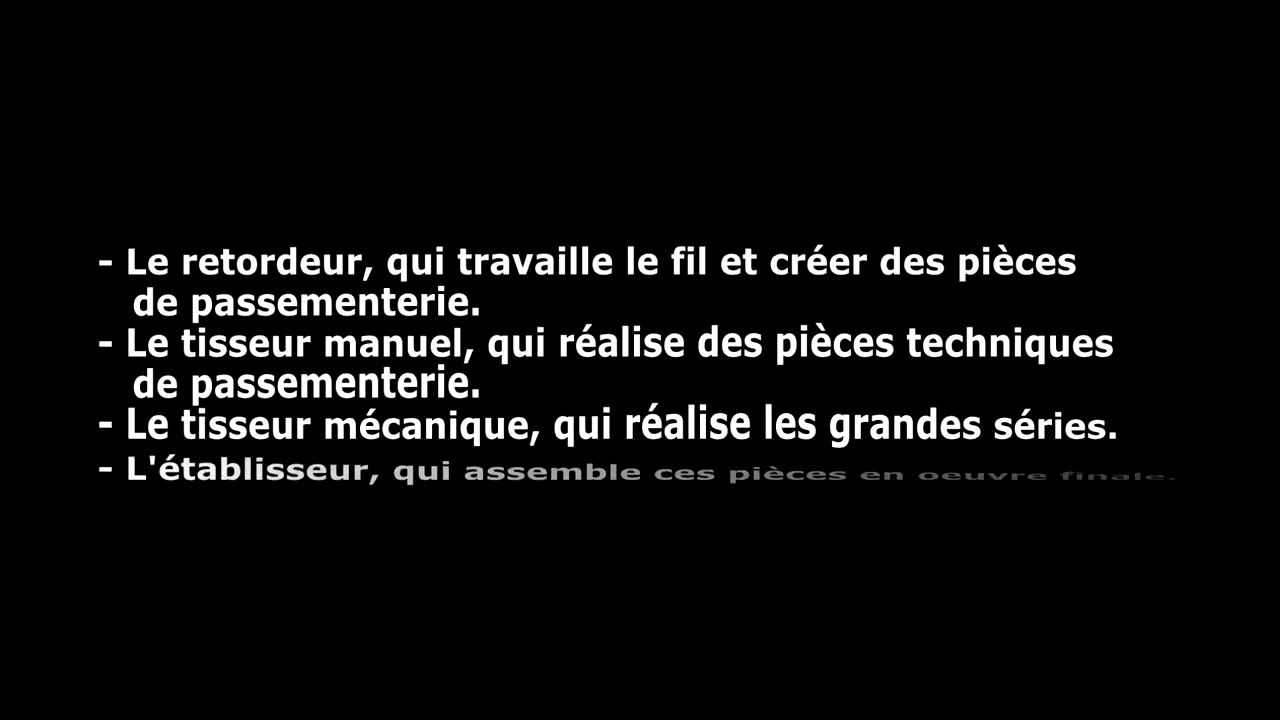 - Le retordeur, qui travaille le fil et créer des pièces
de passementerie.
- Le tisseur manuel, qui réalise des pièces techniques
de passementerie.
- Le tisseur mécanique, qui réalise les grandes séries.
- L'établisseur, qui assemble ces pièces en oeuvre finale.